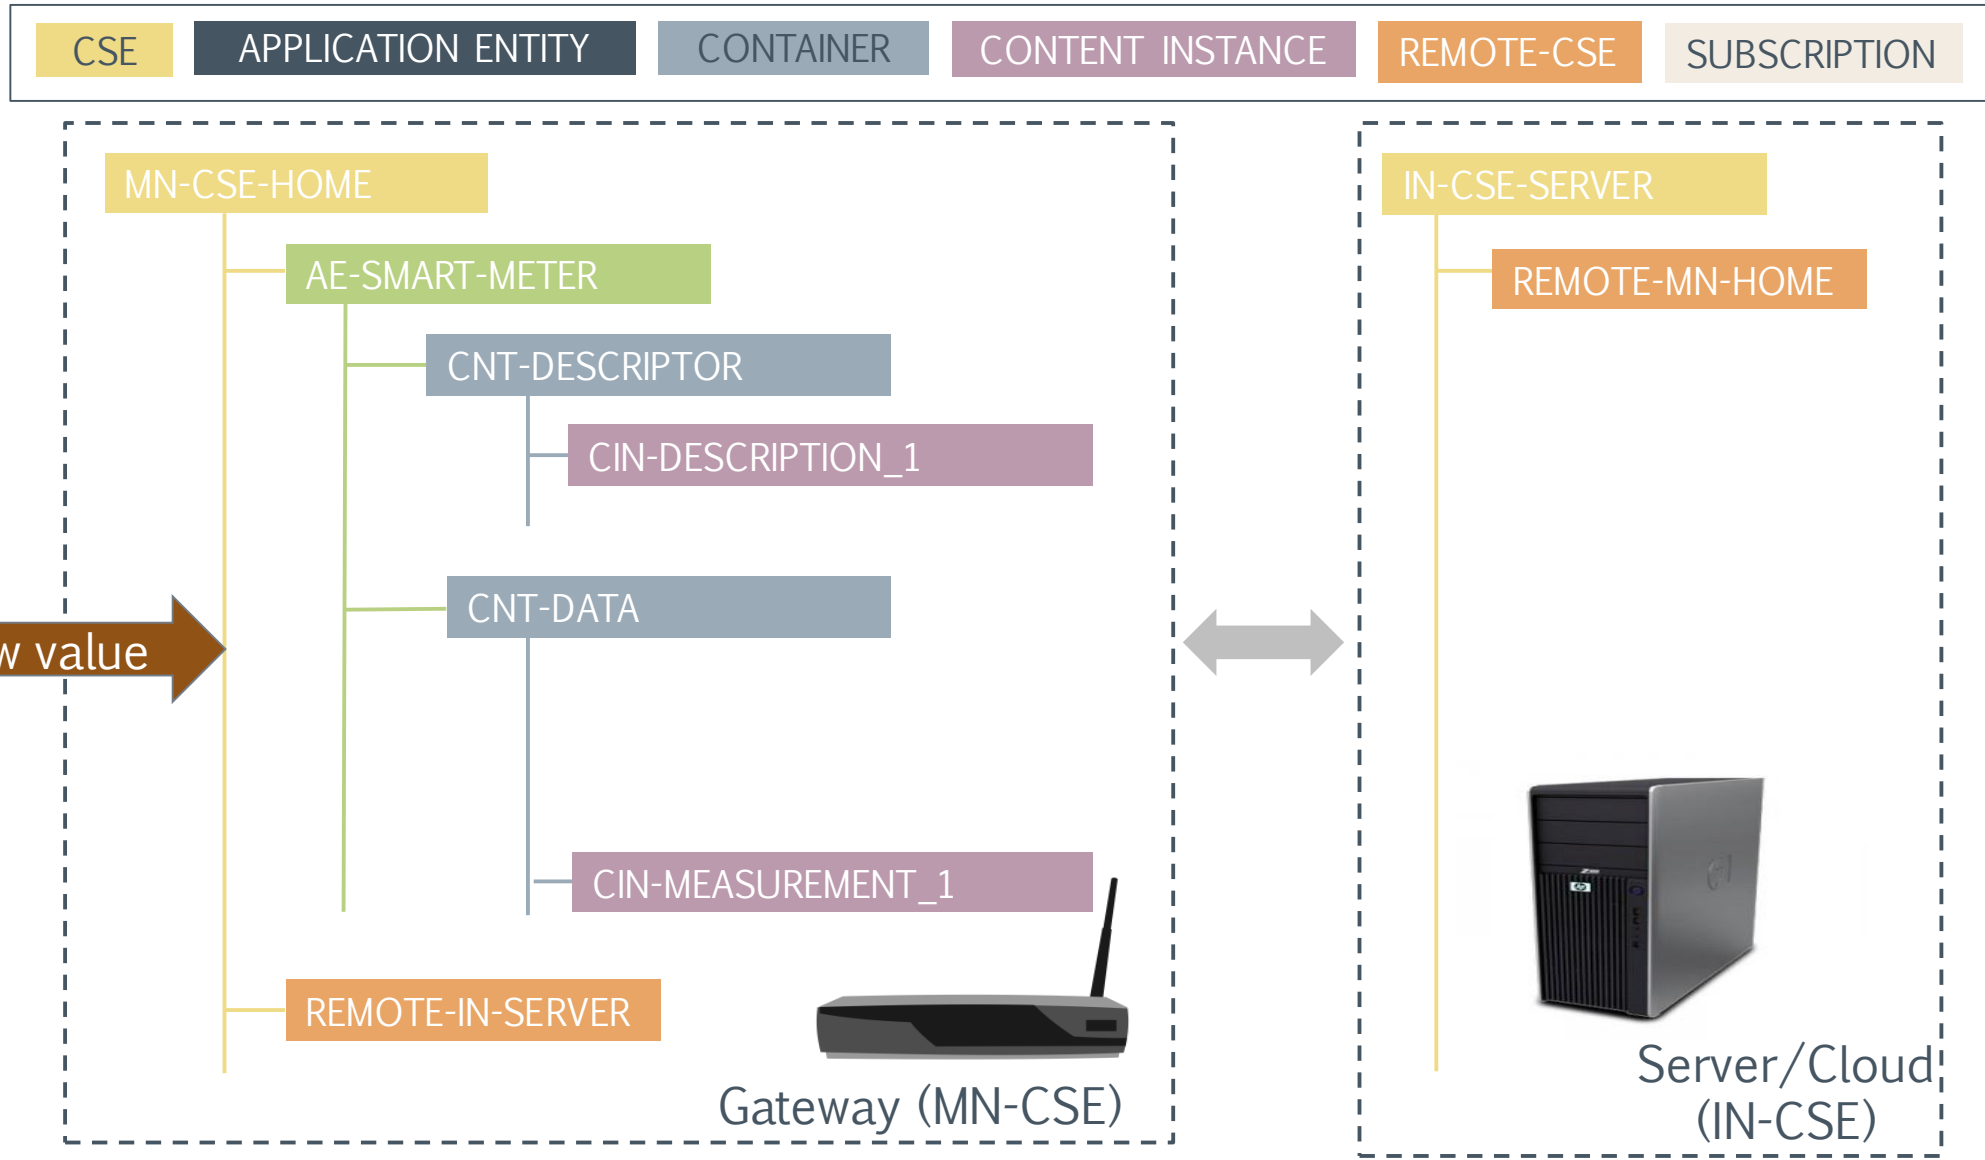 CSE
APPLICATION ENTITY
CONTAINER
CONTENT INSTANCE
REMOTE-CSE
SUBSCRIPTION
MN-CSE-HOME
AE-SMART-METER
CNT-DESCRIPTOR
CIN-DESCRIPTION_1
CNT-DATA
w value
CIN-MEASUREMENT_1
REMOTE-IN-SERVER
Gateway (MN-CSE)
IN-CSE-SERVER
REMOTE-MN-HOME
hp
Server/Cloud
(IN-CSE)